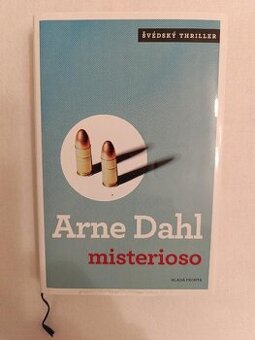 ŠVÉDSKÝ THRILLER
Arne Dahl
misterioso
MLADÁ FRONTA